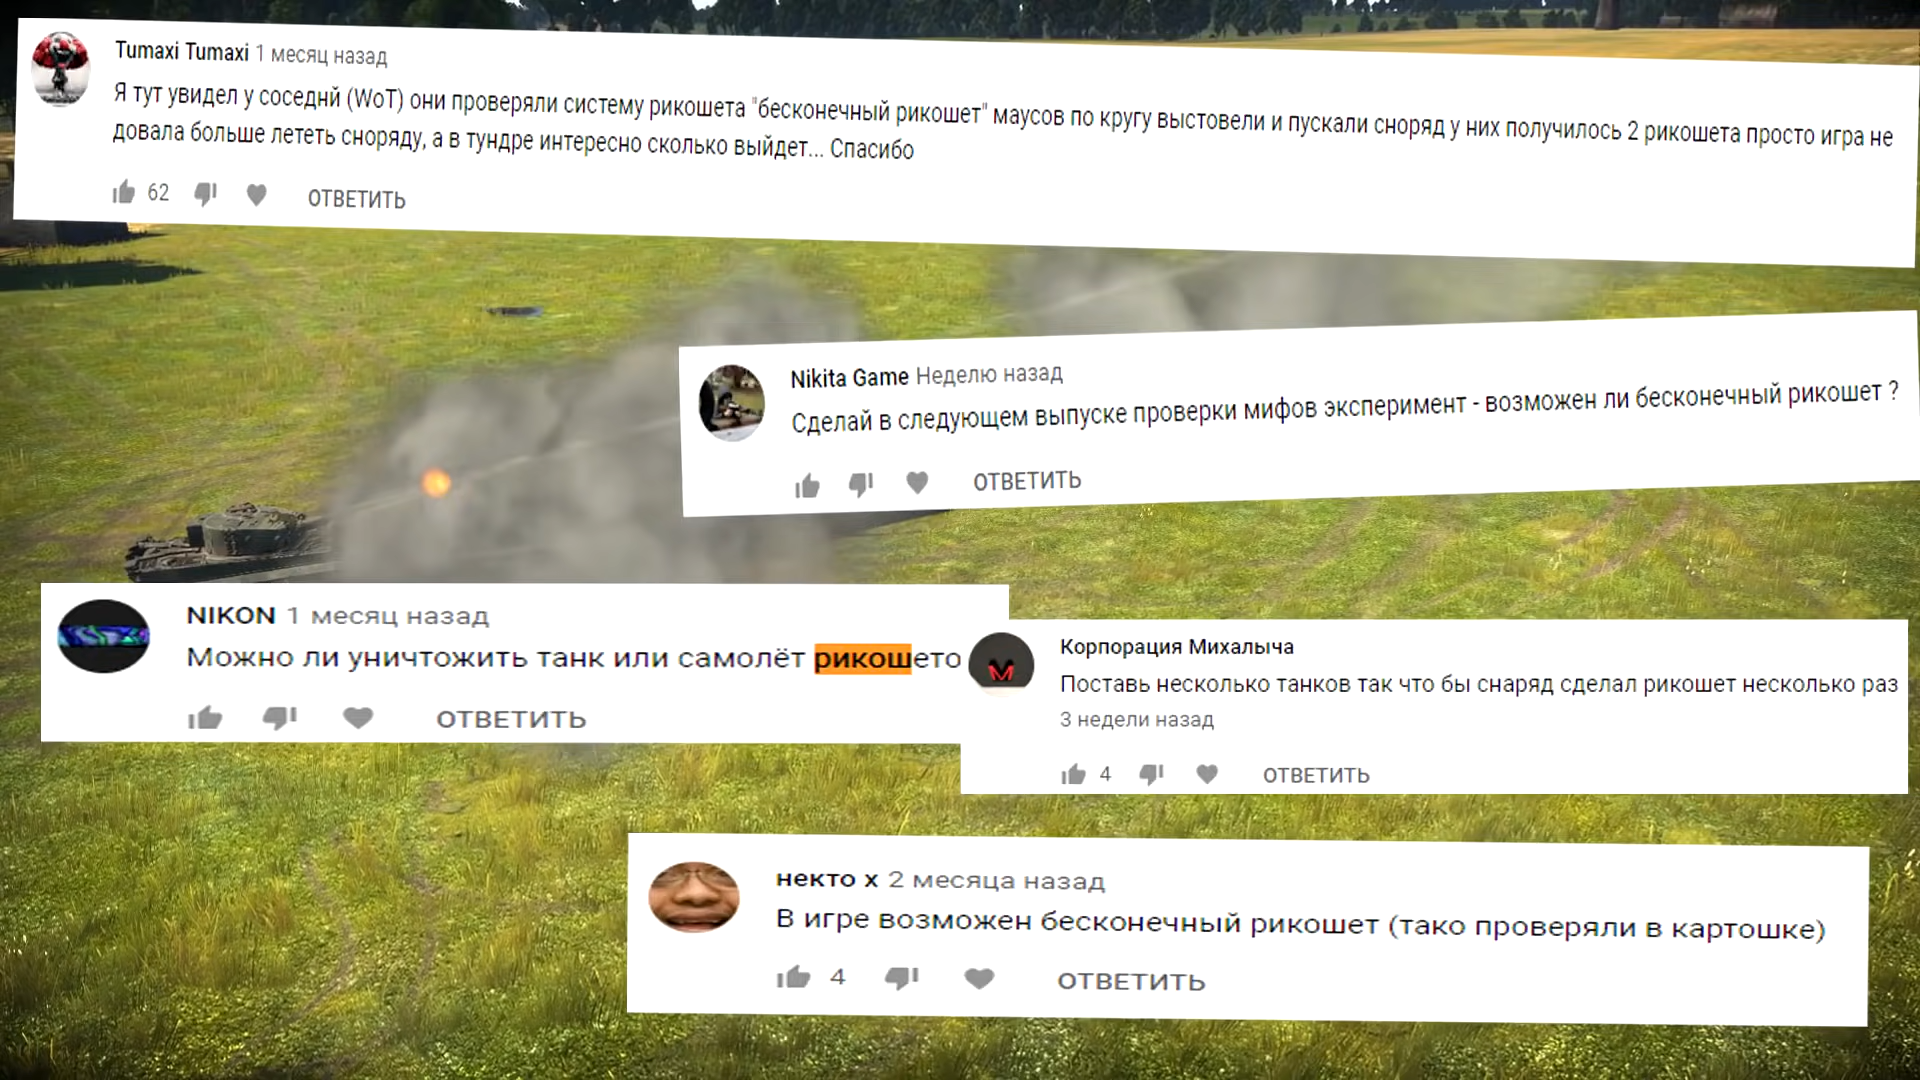 Tumaxi Tumaxi 1 месяц назад
Я тут увидел у соседнй (WoT) они проверяли систему рикошета "бесконечный рикошет" маусов по кругу выстовели и пускали сноряд у них получилось 2 рикошета просто игра не
довала больше лететь сноряду, а в тундре интересно сколько выйдет... Спасибо
62 ОТВЕТИТЬ
Nikita Game Неделю назад
Сделай в следующем выпуске проверки мифов эксперимент - возможен ли бесконечный рикошет ?
ОТВЕТИТЬ
NIKON 1 месяц назад
Можно ли уничтожить танк или самолёт рикошето
ОТВЕТИТЬ
Корпорация Михалыча
Поставь несколько танков так что бы снаряд сделал рикошет несколько раз
3 недели назад
4 ОТВЕТИТЬ
некто х 2 месяца назад
В игре возможен бесконечный рикошет (тако проверяли в картошке)
4 ОТВЕТИТЬ